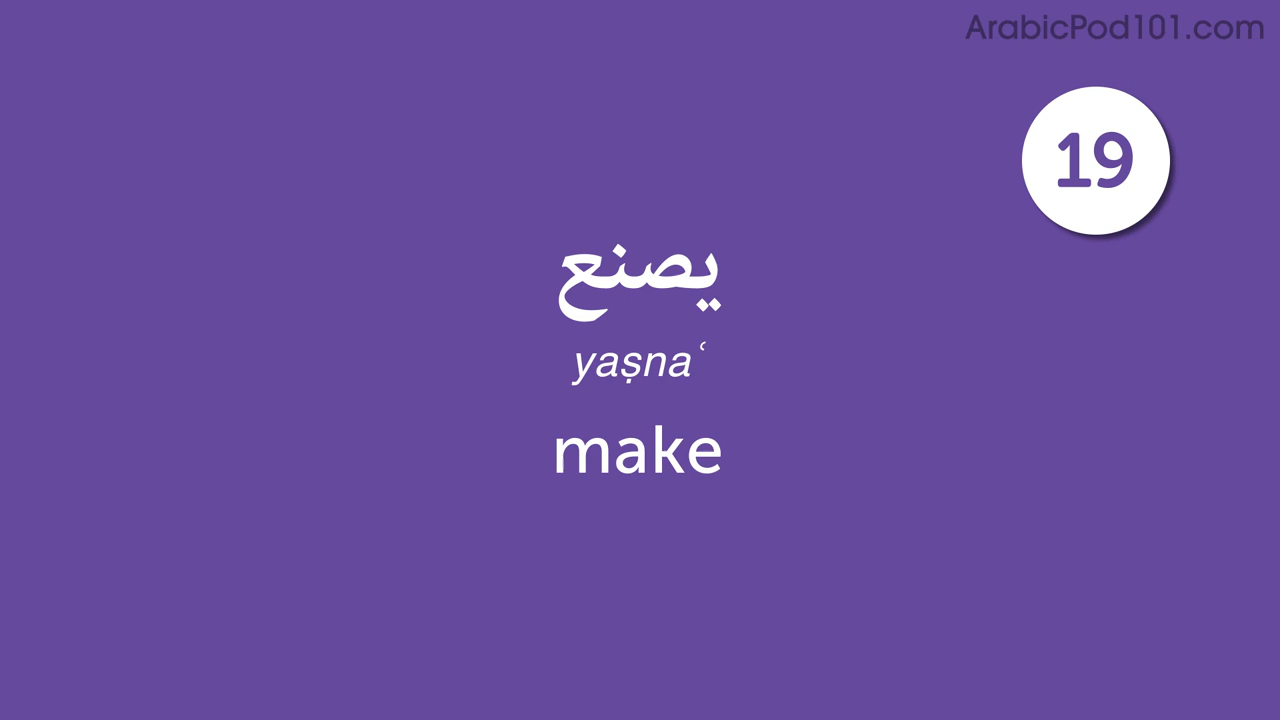 ArabicPod101.com
19
يصنع
yaṣnaʿ
make